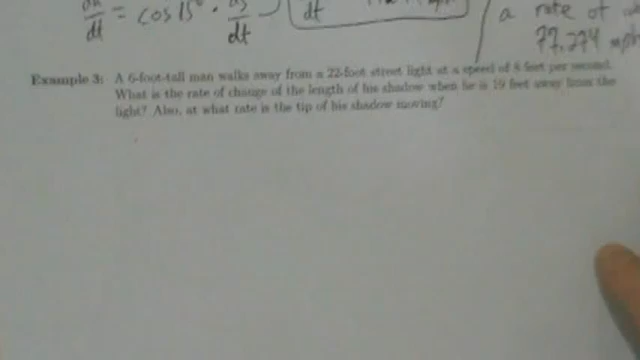 = cos 15° ·
dt
dt
dt
a rate of
77.274 mph
Example 3: A 6-foot-tall man walks away from a 22-foot street light at a speed of 8 feet per second.
What is the rate of change of the length of his shadow when he is 19 feet away from the
light? Also, at what rate is the tip of his shadow moving?